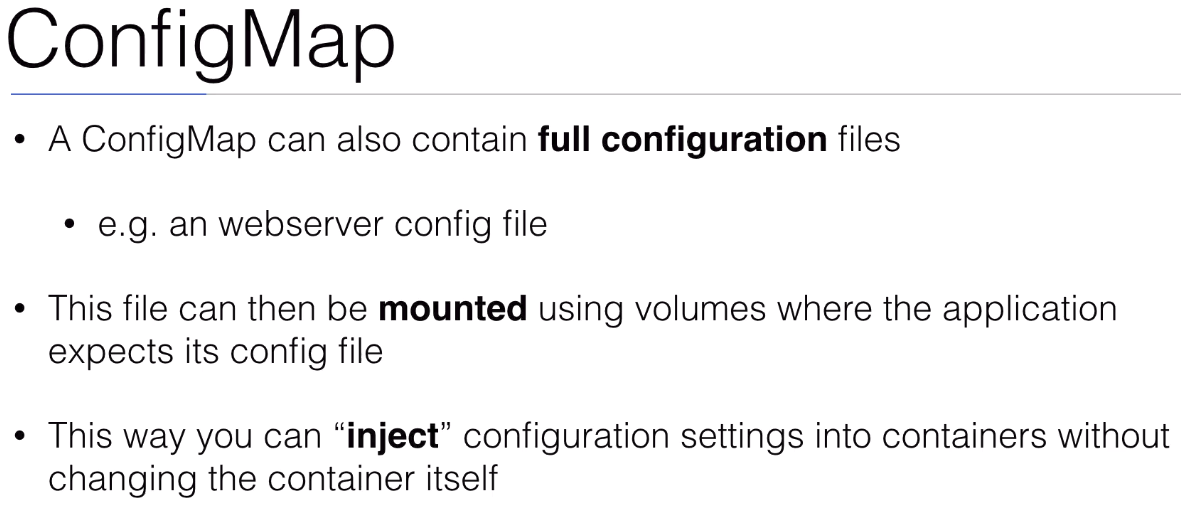 ConfigMap
• A ConfigMap can also contain full configuration files
• e.g. an webserver config file
• This file can then be mounted using volumes where the application
expects its config file
• This way you can “inject” configuration settings into containers without
changing the container itself